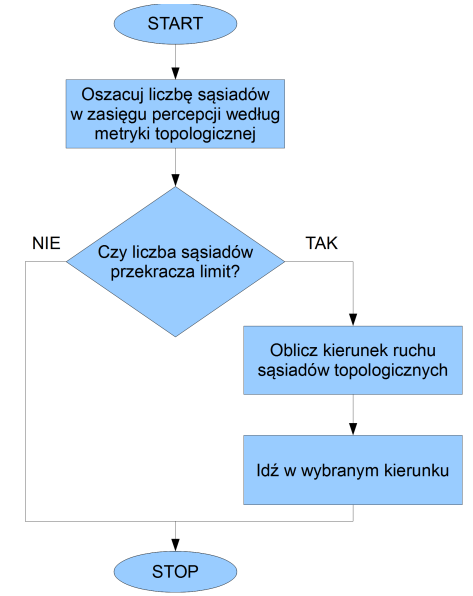 START
Oszacuj liczbę sąsiadów
w zasięgu percepcji według
metryki topologicznej
NIE
TAK
Czy liczba sąsiadów
przekracza limit?
Oblicz kierunek ruchu
sąsiadów topologicznych
Idź w wybranym kierunku
STOP